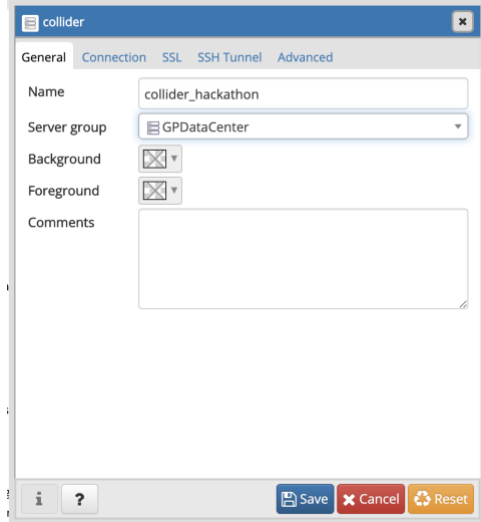 collider
General Connection SSL SSH Tunnel Advanced
Name collider_hackathon
Server group GPDataCenter
Background
Foreground
Comments
i ? Save Cancel Reset